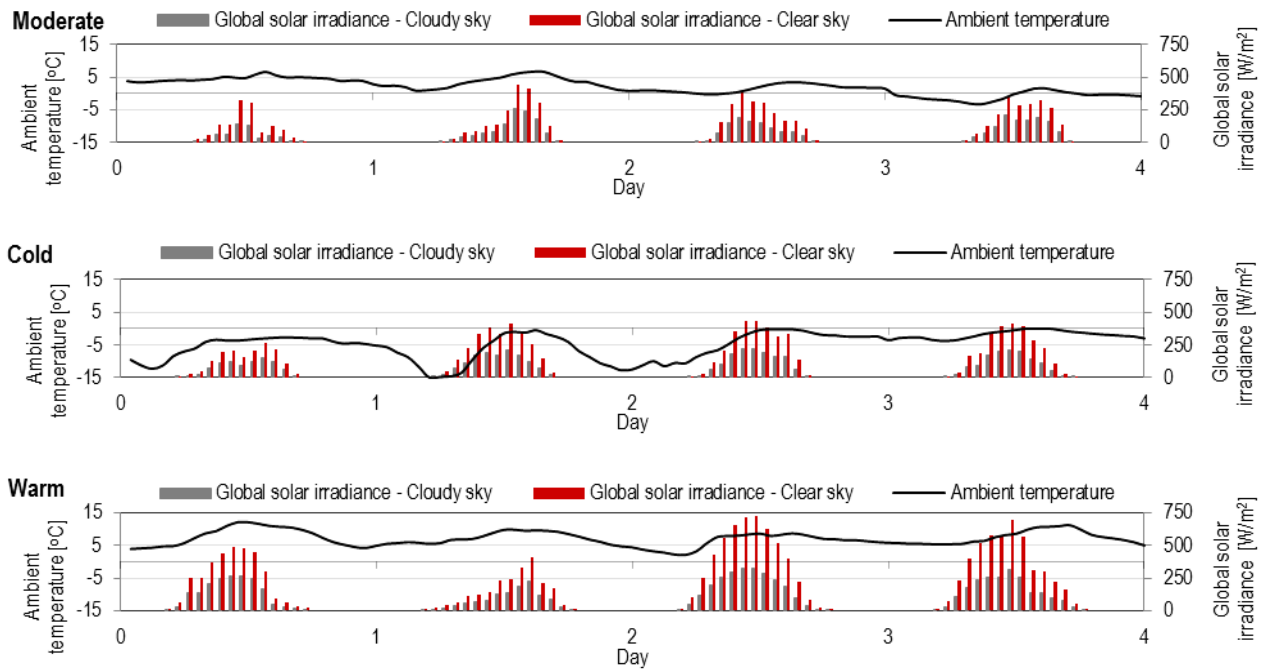 Moderate
Global solar irradiance - Cloudy sky Global solar irradiance - Clear sky Ambient temperature
Ambient
temperature [ºC]
15
5
-5
-15
750
500
250
0
Global solar
irradiance [W/m²]
0 1 2 3 4
Day
Cold
Global solar irradiance - Cloudy sky Global solar irradiance - Clear sky Ambient temperature
Ambient
temperature [ºC]
15
5
-5
-15
750
500
250
0
Global solar
irradiance [W/m²]
0 1 2 3 4
Day
Warm
Global solar irradiance - Cloudy sky Global solar irradiance - Clear sky Ambient temperature
Ambient
temperature [ºC]
15
5
-5
-15
750
500
250
0
Global solar
irradiance [W/m²]
0 1 2 3 4
Day